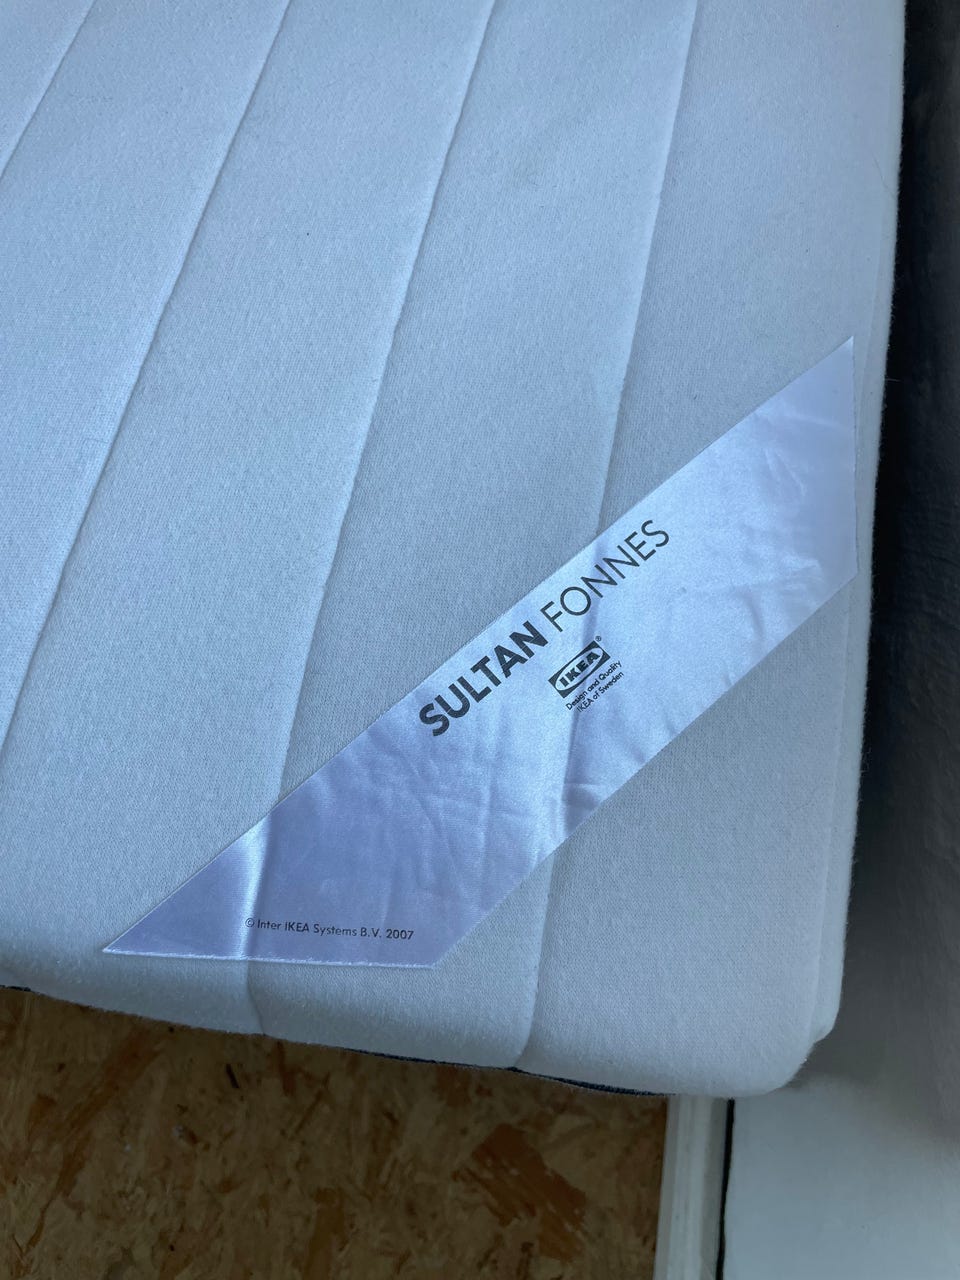 SULTAN FONNES
IKEA®
Design and Quality
IKEA of Sweden
© Inter IKEA Systems B.V. 2007